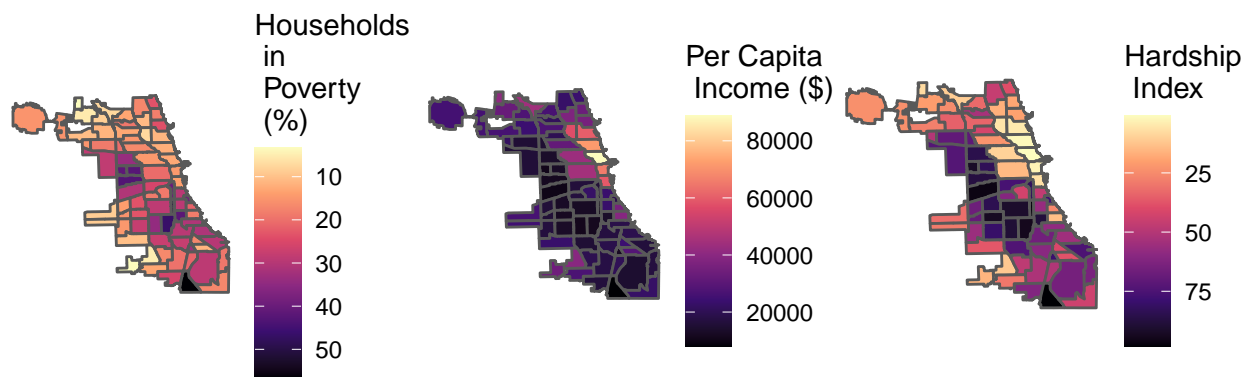 Households
in
Poverty
(%)
10
20
30
40
50
Per Capita
Income ($)
80000
60000
40000
20000
Hardship
Index
25
50
75